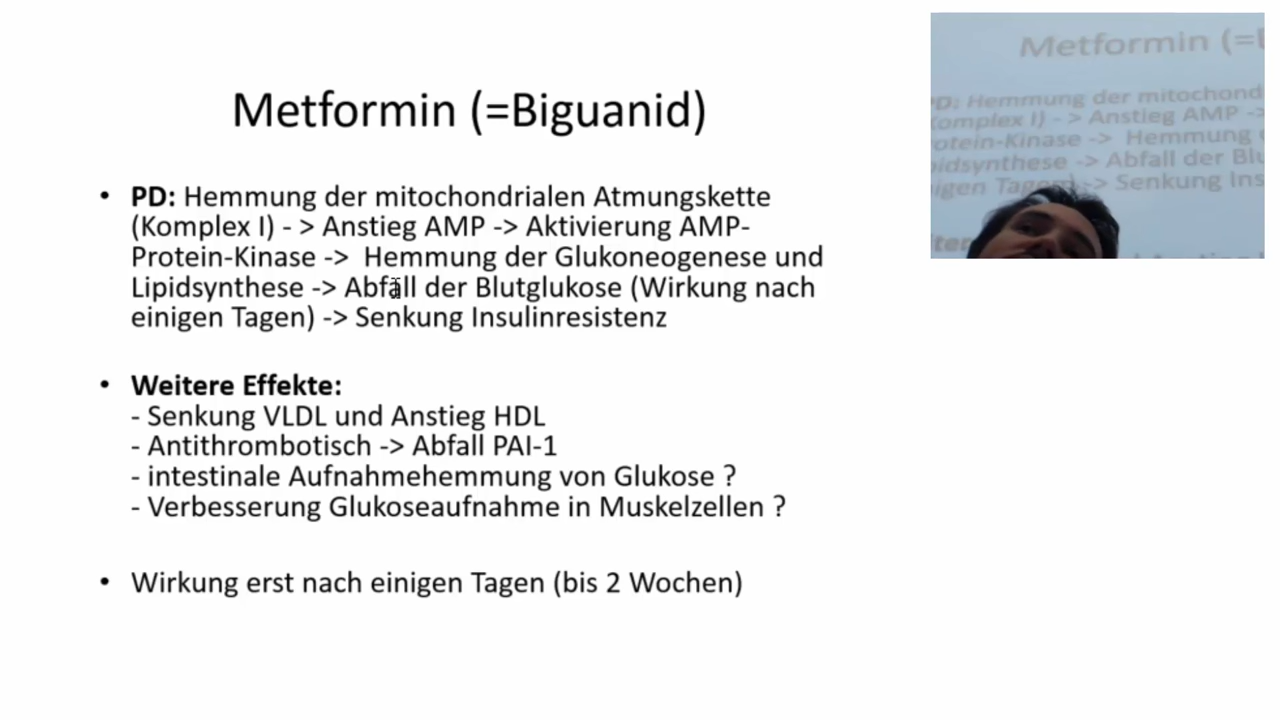 Metformin (=Biguanid)
• PD: Hemmung der mitochondrialen Atmungskette
(Komplex I) - > Anstieg AMP -> Aktivierung AMP-
Protein-Kinase -> Hemmung der Glukoneogenese und
Lipidsynthese -> Abfall der Blutglukose (Wirkung nach
einigen Tagen) -> Senkung Insulinresistenz
• Weitere Effekte:
- Senkung VLDL und Anstieg HDL
- Antithrombotisch -> Abfall PAI-1
- intestinale Aufnahmehemmung von Glukose ?
- Verbesserung Glukoseaufnahme in Muskelzellen ?
• Wirkung erst nach einigen Tagen (bis 2 Wochen)
Metformin (=
PD: Hemmung der mitochond
Komplex I) - > Anstieg AMP ->
otein-Kinase -> Hemmung
pidsynthese -> Abfall der Blu
igen Tagen) -> Senkung Ins